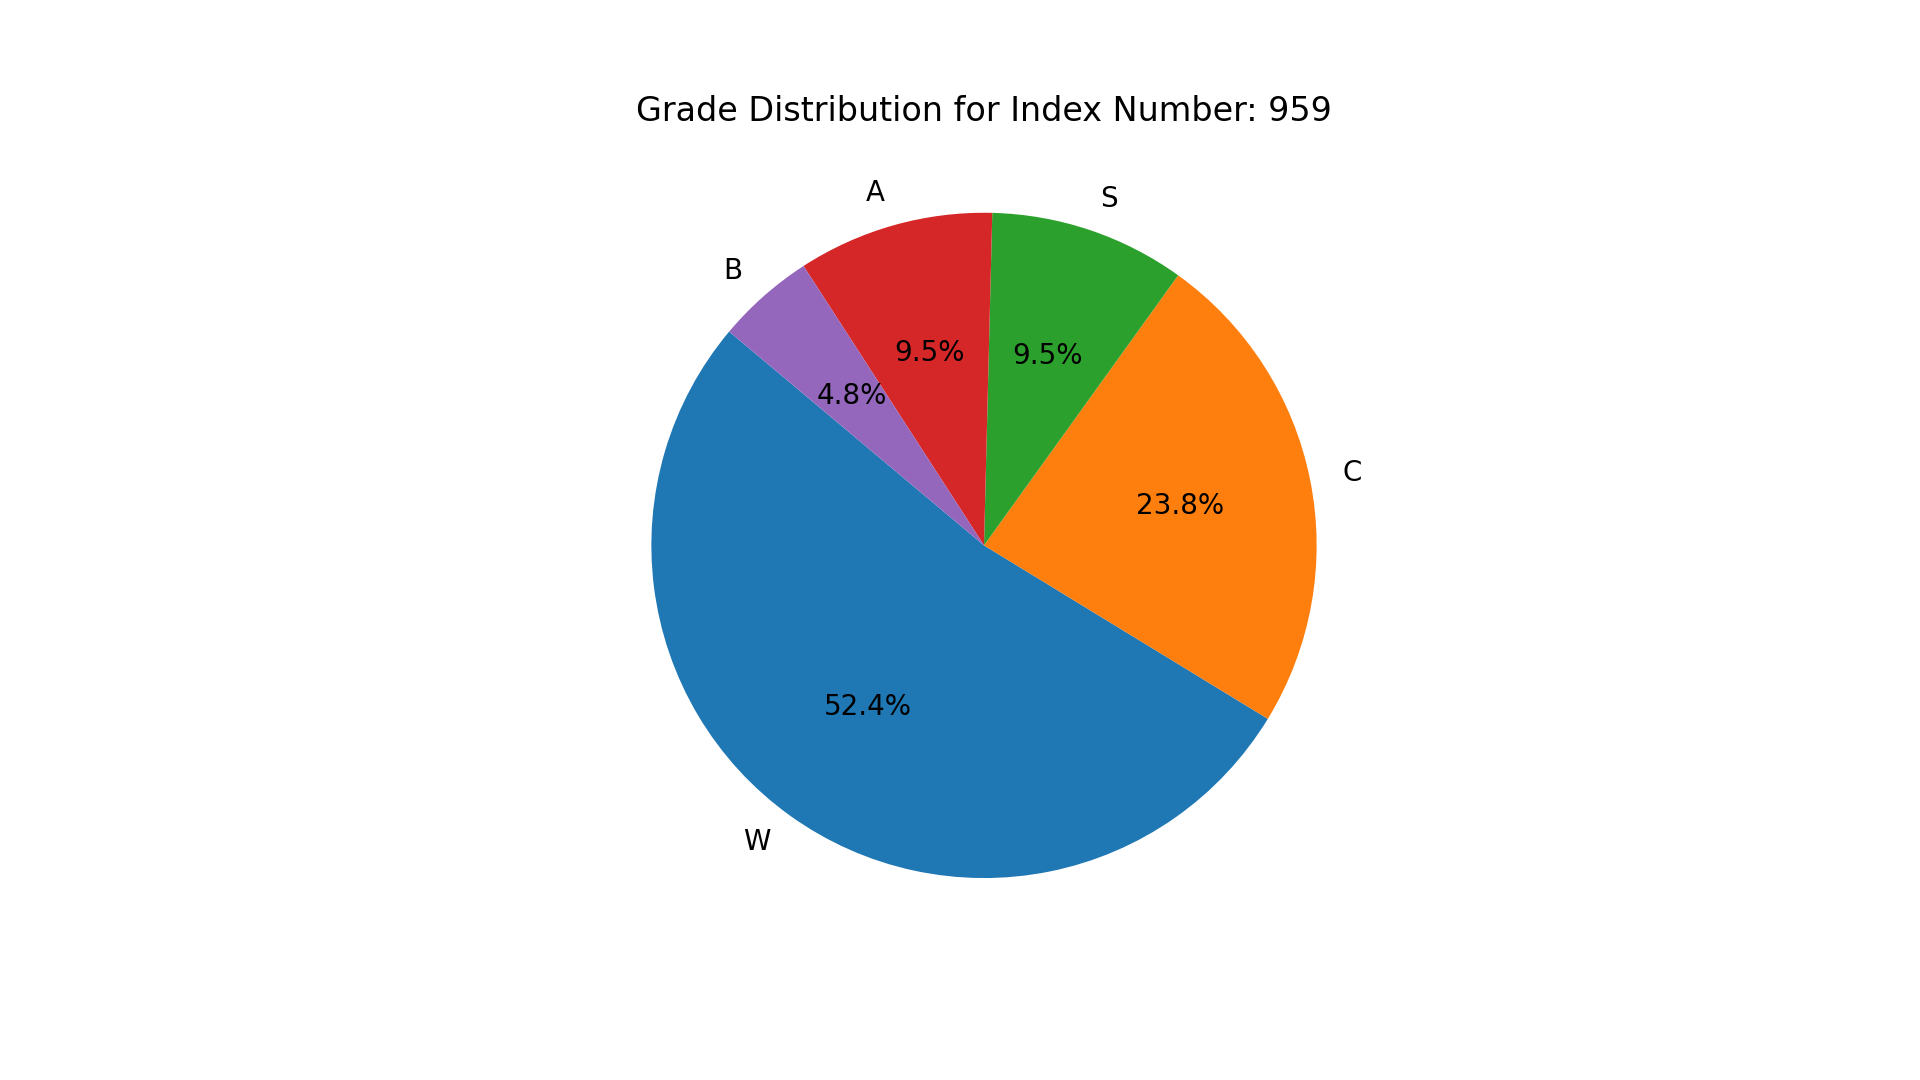 Grade Distribution for Index Number: 959
A
S
B
9.5%
9.5%
4.8%
C
23.8%
52.4%
W